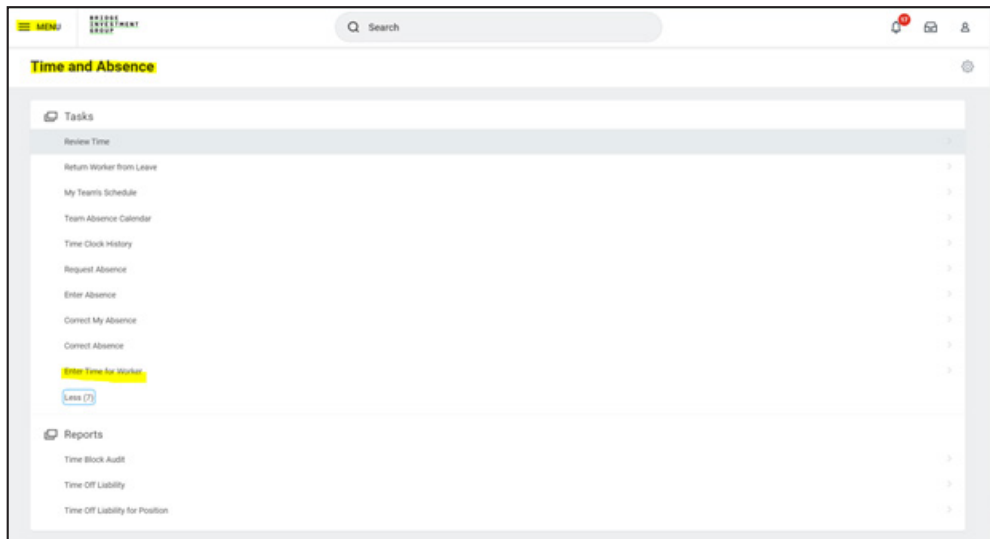 MENU
BRIDGE
INVESTMENT
GROUP
Search
57
Time and Absence
Tasks
Review Time
Return Worker from Leave
My Team's Schedule
Team Absence Calendar
Time Clock History
Request Absence
Enter Absence
Correct My Absence
Correct Absence
Enter Time for Worker
Less (7)
Reports
Time Block Audit
Time Off Liability
Time Off Liability for Position